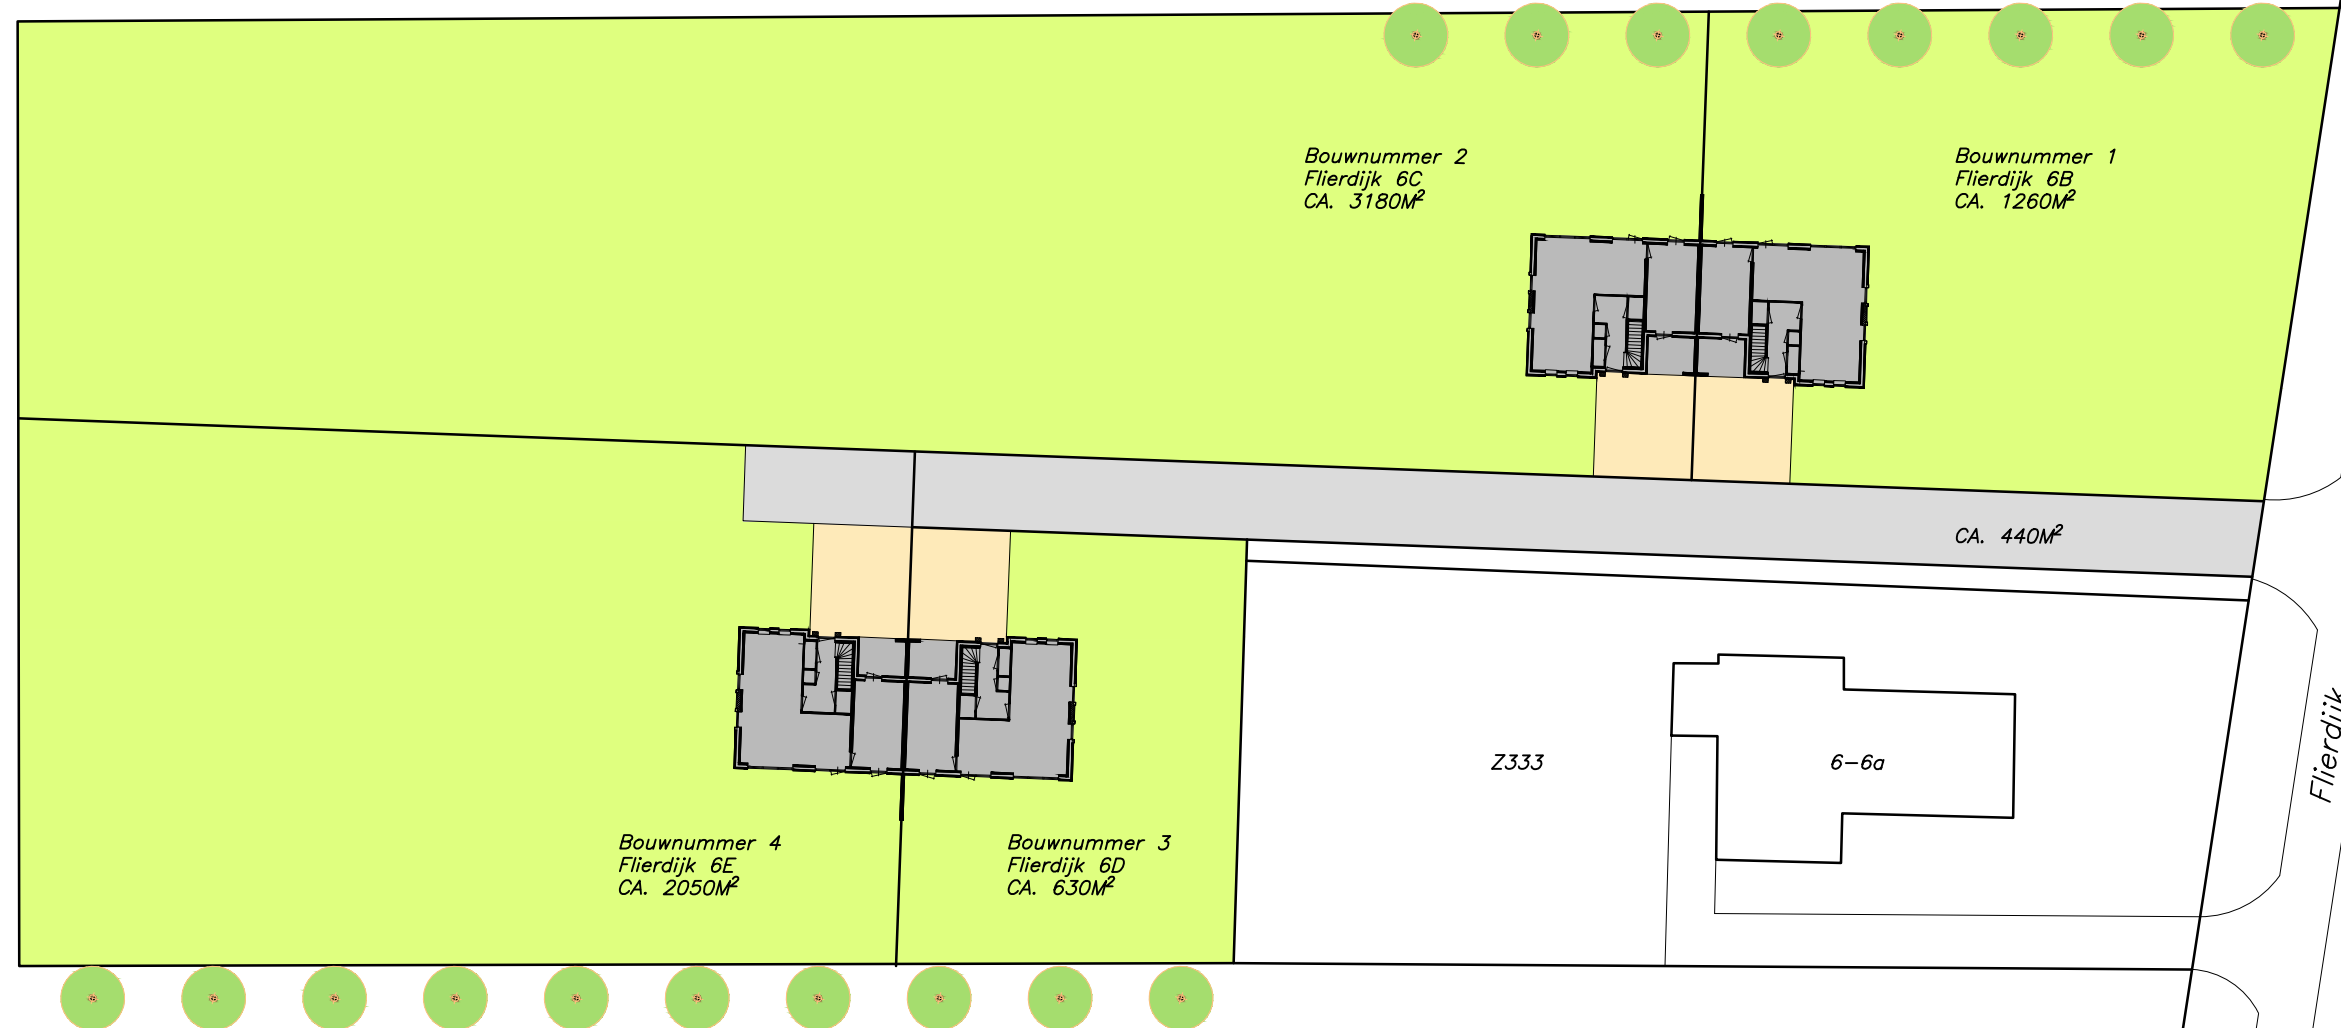 Bouwnummer 2
Flierdijk 6C
CA. 3180M²
Bouwnummer 1
Flierdijk 6B
CA. 1260M²
CA. 440M²
Z333
6-6a
Flierdijk
Bouwnummer 4
Flierdijk 6E
CA. 2050M²
Bouwnummer 3
Flierdijk 6D
CA. 630M²